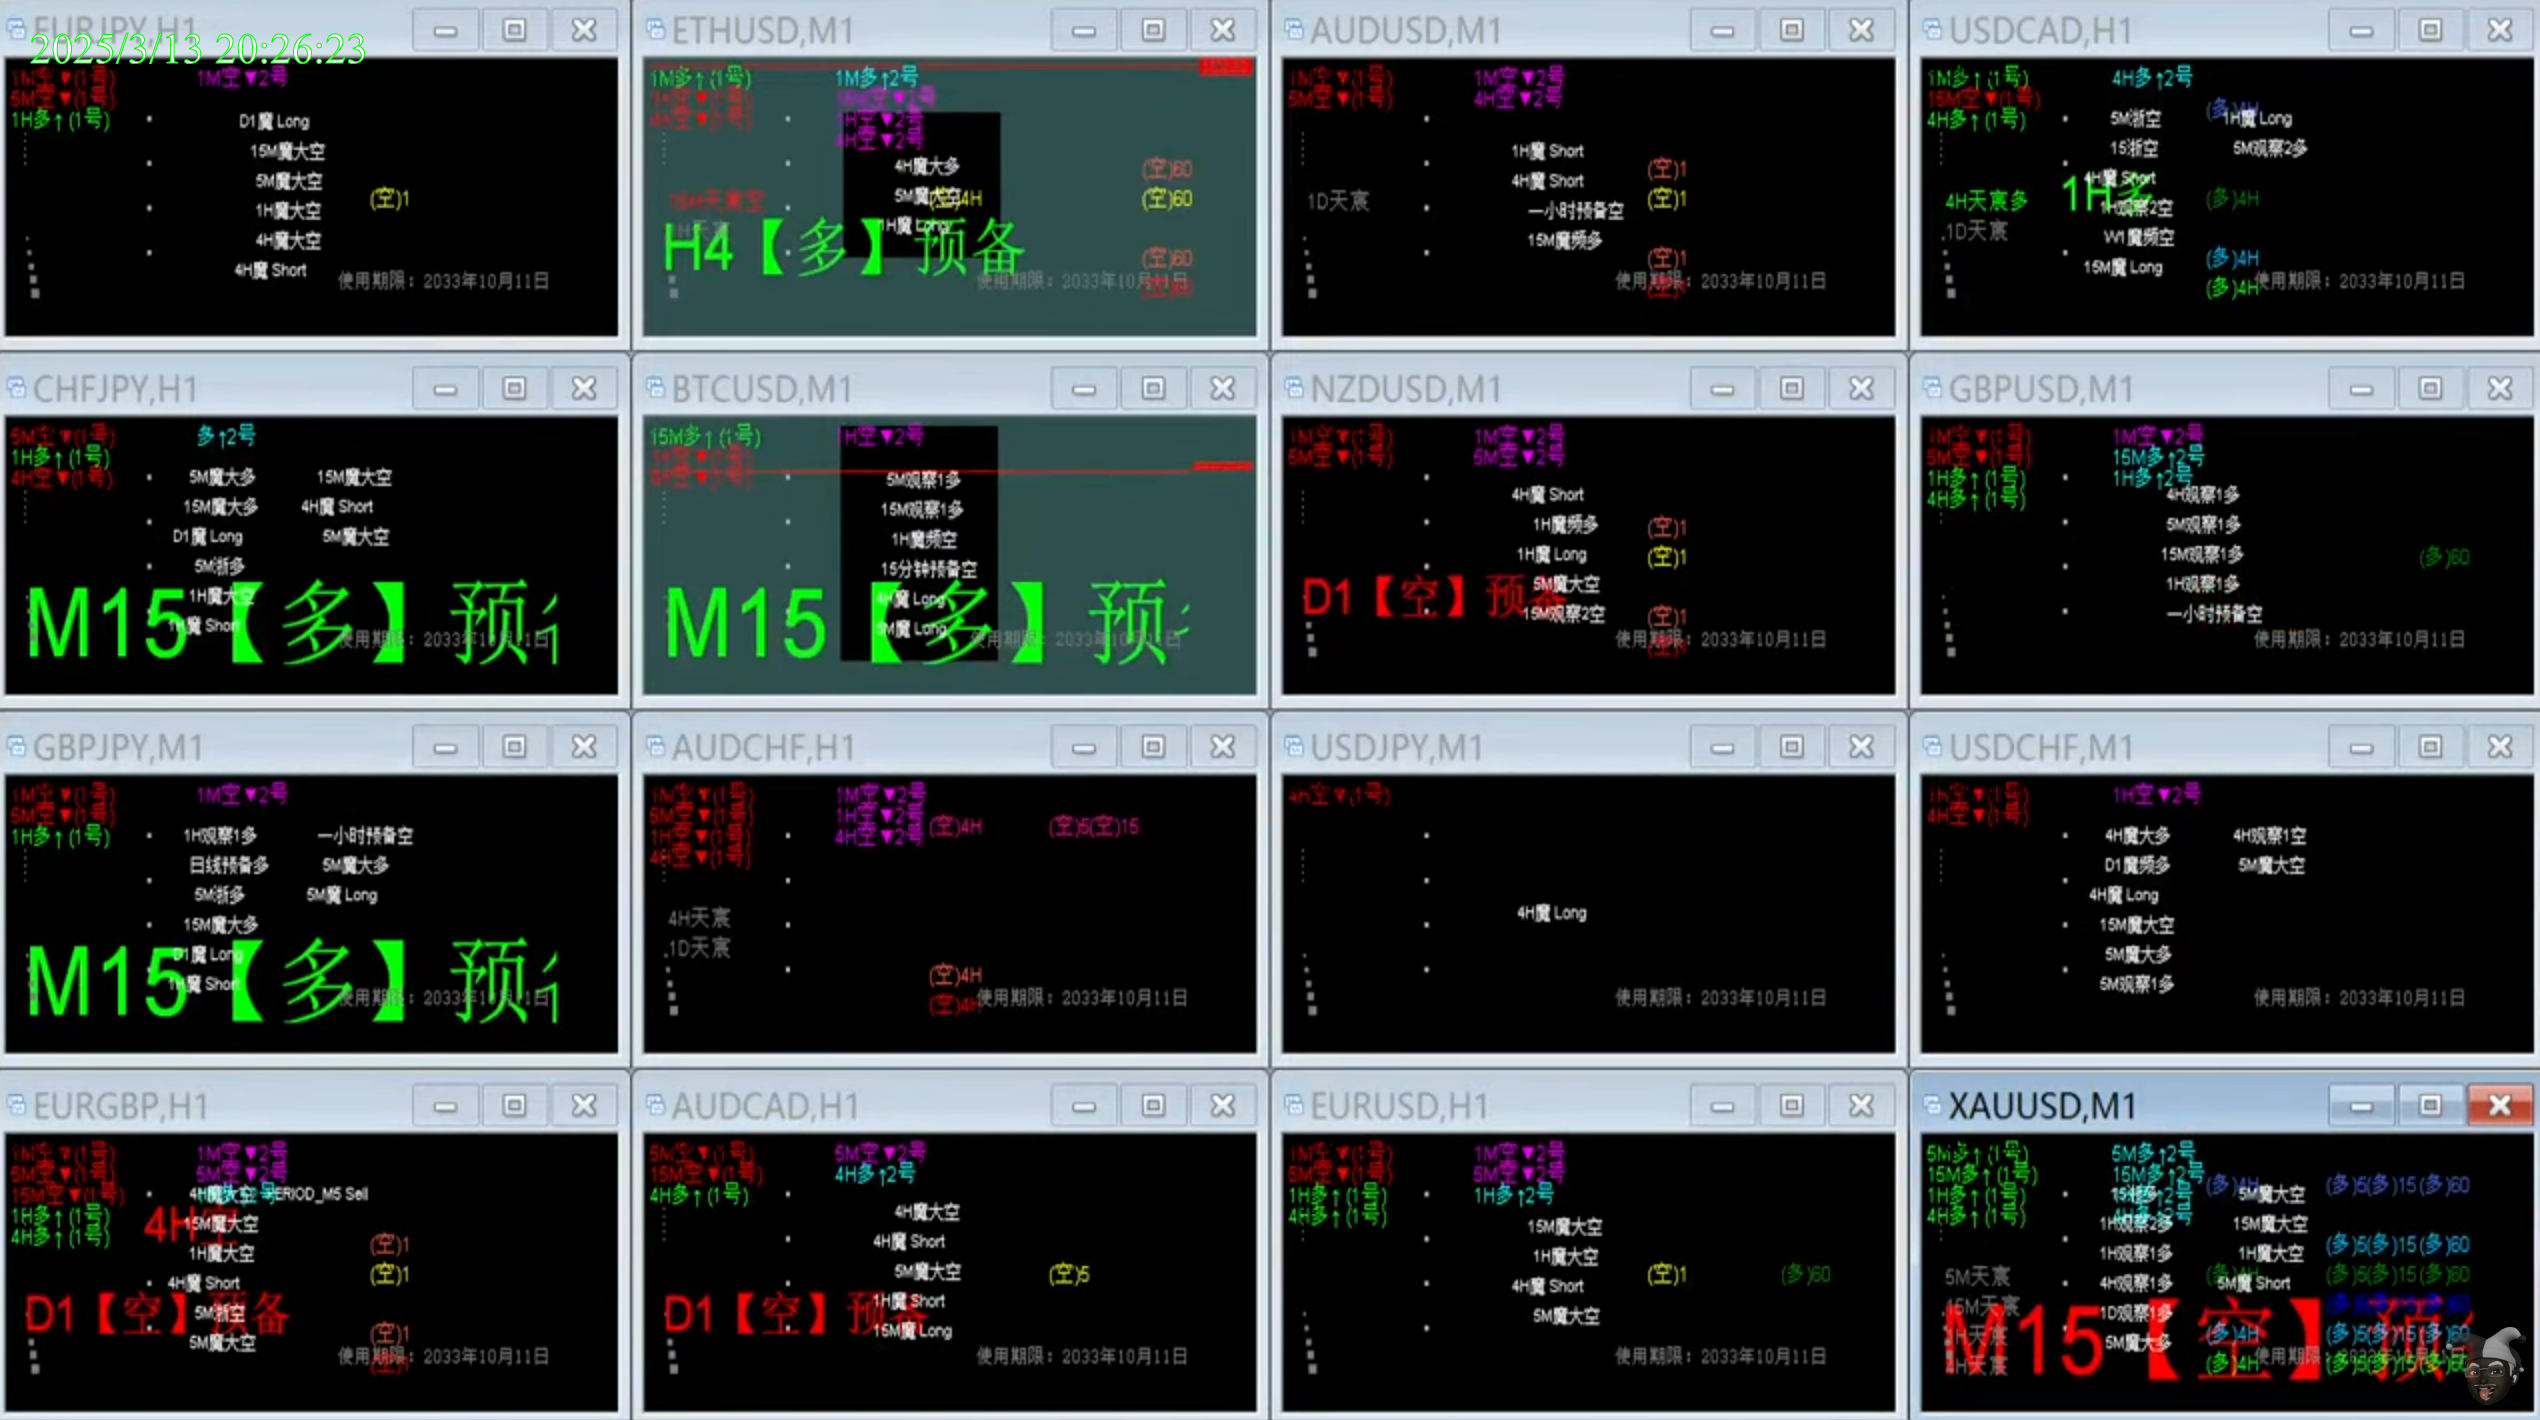 EURJPY,H1
2025/3/13 20:26:23
1M空▼(1号) 1M空▼2号
5M空▼(1号)
1H多↑(1号)
D1魔 Long
15M魔大空
5M魔大空
(空)1
1H魔大空
4H魔大空
4H魔 Short
使用期限：2033年10月11日
ETHUSD,M1
1M多↑(1号) 1M多↑2号
1H空▼2号
4H空▼2号
4H魔大多
(空)60
5M魔大空
(空)4H
(空)60
1H魔 Long
H4【多】预备
(空)60
使用期限：2033年10月11日
AUDUSD,M1
1M空▼(1号) 1M空▼2号
5M空▼(1号) 4H空▼2号
1H魔 Short
(空)1
4H魔 Short
1D天宸
(空)1
一小时预备空
15M魔频多
(空)1
使用期限：2033年10月11日
USDCAD,H1
1M多↑(1号) 4H多↑2号
15M空▼(1号)
(多)4H
4H多↑(1号)
5M浙空 1H魔 Long
15浙空 5M观察2多
4H魔 Short
4H天宸多
1H多
(多)4H
1H观察2空
1D天宸
W1魔频空
(多)4H
15M魔 Long
(多)4H
使用期限：2033年10月11日
CHFJPY,H1
5M空▼(1号) 多↑2号
1H多↑(1号)
4H空▼(1号)
5M魔大多 15M魔大空
15M魔大多 4H魔 Short
D1魔 Long 5M魔大空
5M浙多
1H魔大空
1H魔 Short
M15【多】预
使用期限：2033年10月11日
BTCUSD,M1
15M多↑(1号) H空▼2号
5M观察1多
15M观察1多
1H魔频空
15分钟预备空
4H魔 Long
5M魔 Long
M15【多】预
使用期限：2033年10月11日
NZDUSD,M1
1M空▼(1号) 1M空▼2号
5M空▼(1号) 5M空▼2号
4H魔 Short
1H魔频多
(空)1
1H魔 Long
(空)1
5M魔大空
D1【空】预备
15M观察2空
(空)1
使用期限：2033年10月11日
GBPUSD,M1
1M空▼(1号) 1M空▼2号
5M空▼(1号) 15M多↑2号
1H多↑(1号) 1H多↑2号
4H多↑(1号)
4H观察1多
5M观察1多
15M观察1多
(多)60
1H观察1多
一小时预备空
使用期限：2033年10月11日
GBPJPY,M1
1M空▼(1号) 1M空▼2号
5M空▼(1号)
1H多↑(1号)
1H观察1多 一小时预备空
日线预备多 5M魔大多
5M浙多 5M魔 Long
15M魔大多
D1魔 Long
1H魔 Short
M15【多】预
使用期限：2033年10月11日
AUDCHF,H1
1M空▼(1号) 1M空▼2号
5M空▼(1号) 1H空▼2号
1H空▼(1号) 4H空▼2号
4H空▼(1号)
(空)4H (空)5(空)15
4H天宸
1D天宸
(空)4H
(空)4H
使用期限：2033年10月11日
USDJPY,M1
4H空▼(1号)
4H魔 Long
使用期限：2033年10月11日
USDCHF,M1
1H空▼(1号) 1H空▼2号
4H空▼(1号)
4H魔大多 4H观察1空
D1魔频多 5M魔大空
4H魔 Long
15M魔大空
5M魔大多
5M观察1多
使用期限：2033年10月11日
EURGBP,H1
1M空▼(1号) 1M空▼2号
5M空▼(1号) 5M空▼2号
15M空▼(1号)
1H多↑(1号)
4H多↑(1号)
4H魔大空
ERIOD_M5 Sell
4H空
15M魔大空
1H魔大空
(空)1
4H魔 Short
(空)1
5M浙空
D1【空】预备
5M魔大空
(空)1
使用期限：2033年10月11日
AUDCAD,H1
5M空▼(1号) 5M空▼2号
15M空▼(1号) 4H多↑2号
4H多↑(1号)
4H魔大空
4H魔 Short
5M魔大空
(空)5
1H魔 Short
D1【空】预备
15M魔 Long
使用期限：2033年10月11日
EURUSD,H1
1M空▼(1号) 1M空▼2号
5M空▼(1号) 5M空▼2号
1H多↑(1号) 1H多↑2号
4H多↑(1号)
15M魔大空
1H魔大空
(空)1 (多)60
4H魔 Short
5M魔大空
使用期限：2033年10月11日
XAUUSD,M1
5M多↑(1号) 5M多↑2号
15M多↑(1号) 15M多↑2号
1H多↑(1号)
4H多↑(1号)
(多)4H (多)5(多)15(多)60
5M魔大空
1H观察2多 15M魔大空
1H观察1多 1H魔大空
(多)5(多)15(多)60
5M天宸
4H观察1多 5M魔 Short
(多)5(多)15(多)60
15M天宸
1D观察1多
5M魔大多
(多)4H (多)5(多)15(多)60
M15【空】预
(多)4H